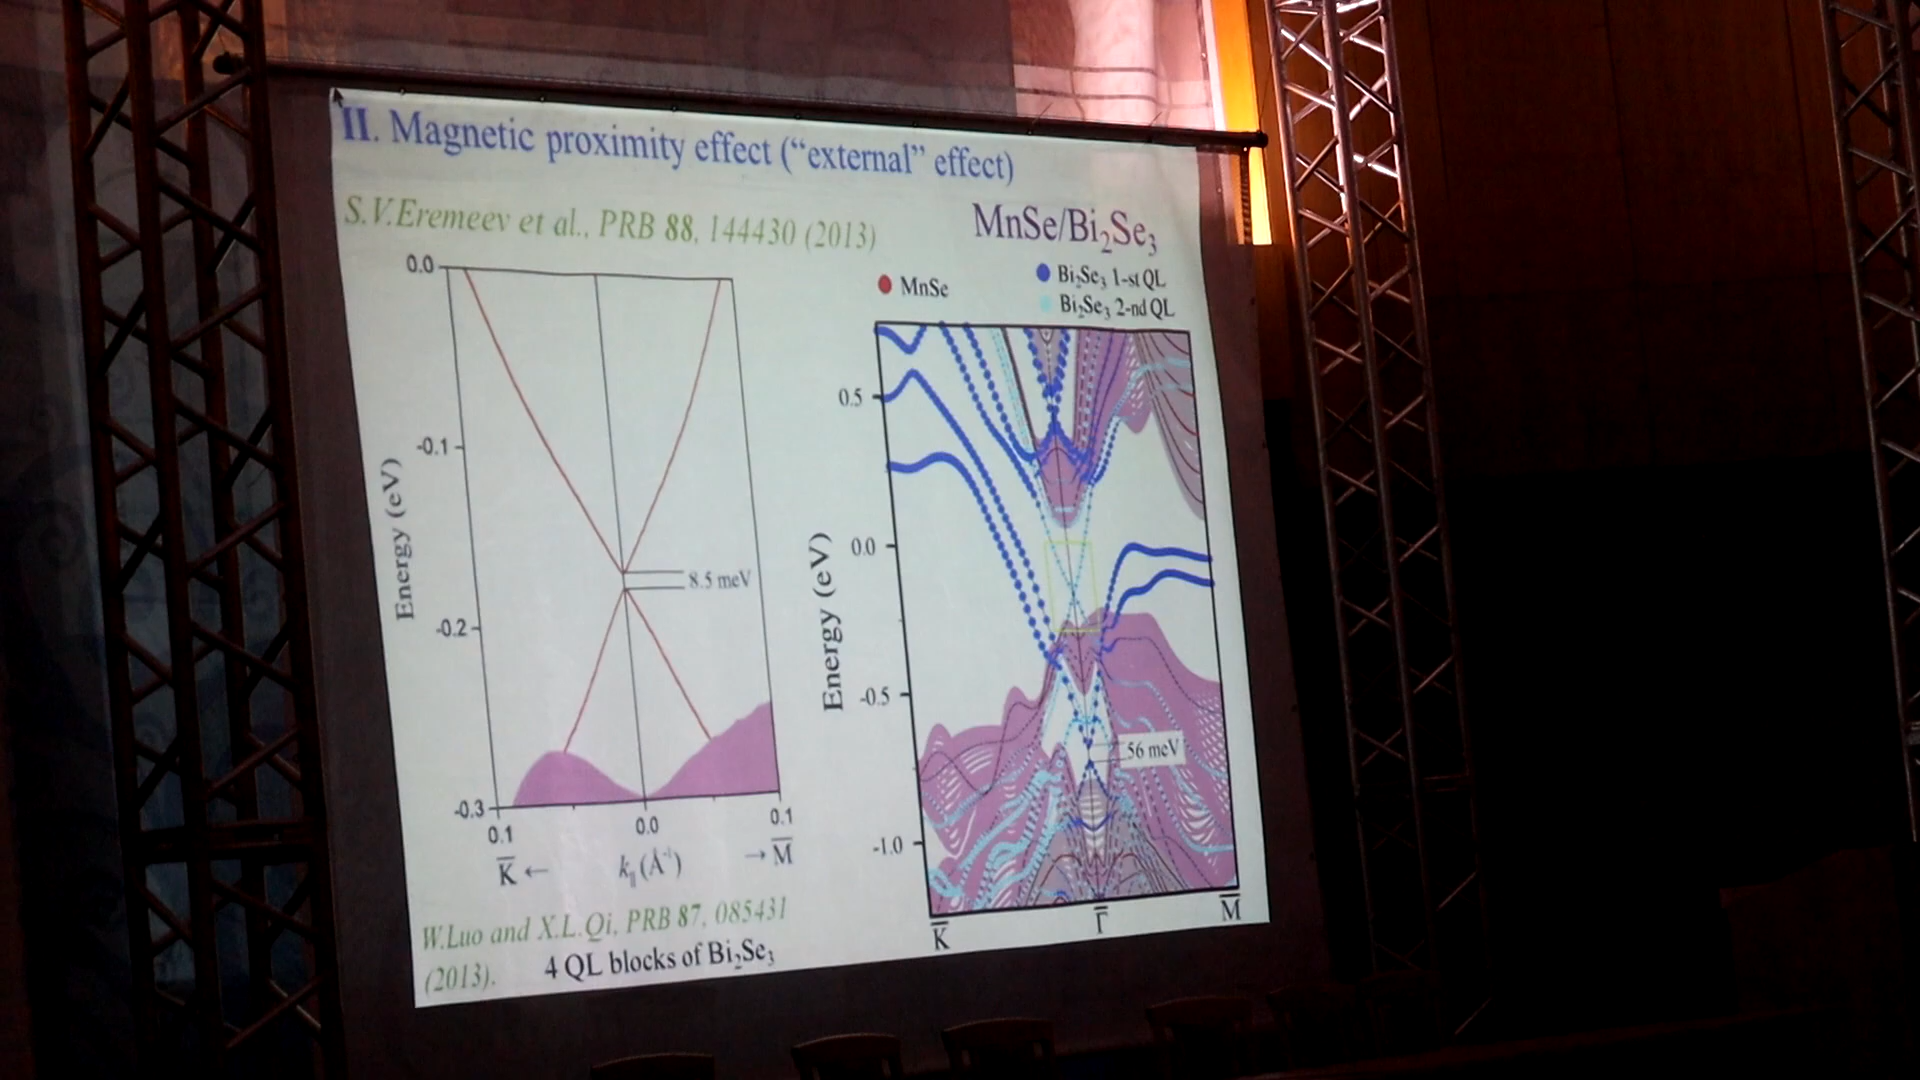 II. Magnetic proximity effect (“external” effect)
S.V.Eremeev et al., PRB 88, 144430 (2013)
MnSe/Bi₂Se₃
MnSe
Bi₂Se₃ 1-st QL
Bi₂Se₃ 2-nd QL
0.0
-0.1
-0.2
-0.3
Energy (eV)
8.5 meV
0.1
0.0
0.1
K̅ ←
k∥(Å⁻¹)
→ M̅
0.5
0.0
-0.5
-1.0
Energy (eV)
56 meV
K̅
Γ̅
M̅
W.Luo and X.L.Qi, PRB 87, 085431
(2013).
4 QL blocks of Bi₂Se₃